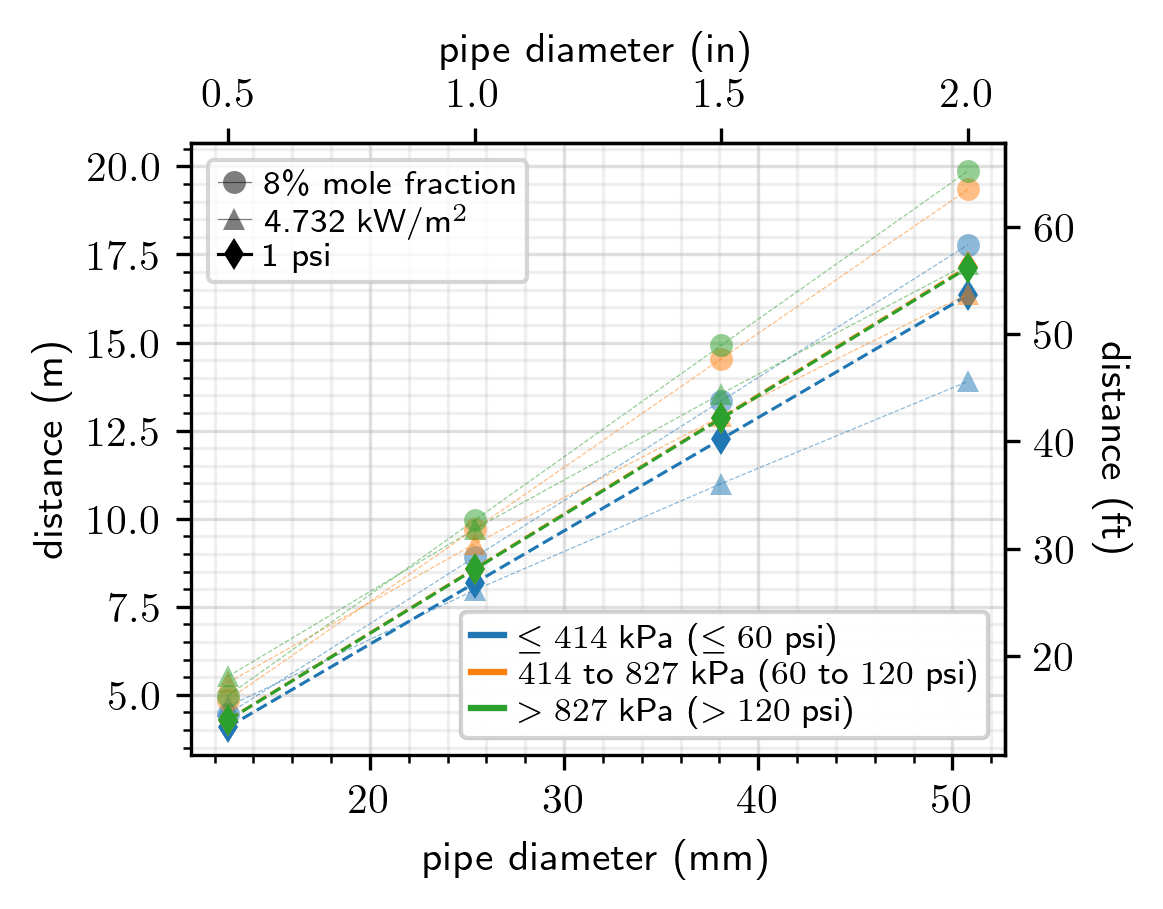 pipe diameter (in)
0.5 1.0 1.5 2.0
20.0
17.5
15.0
12.5
10.0
7.5
5.0
distance (m)
8% mole fraction
4.732 kW/m²
1 psi
≤ 414 kPa (≤ 60 psi)
414 to 827 kPa (60 to 120 psi)
> 827 kPa (> 120 psi)
60
50
40
30
20
distance (ft)
20 30 40 50
pipe diameter (mm)